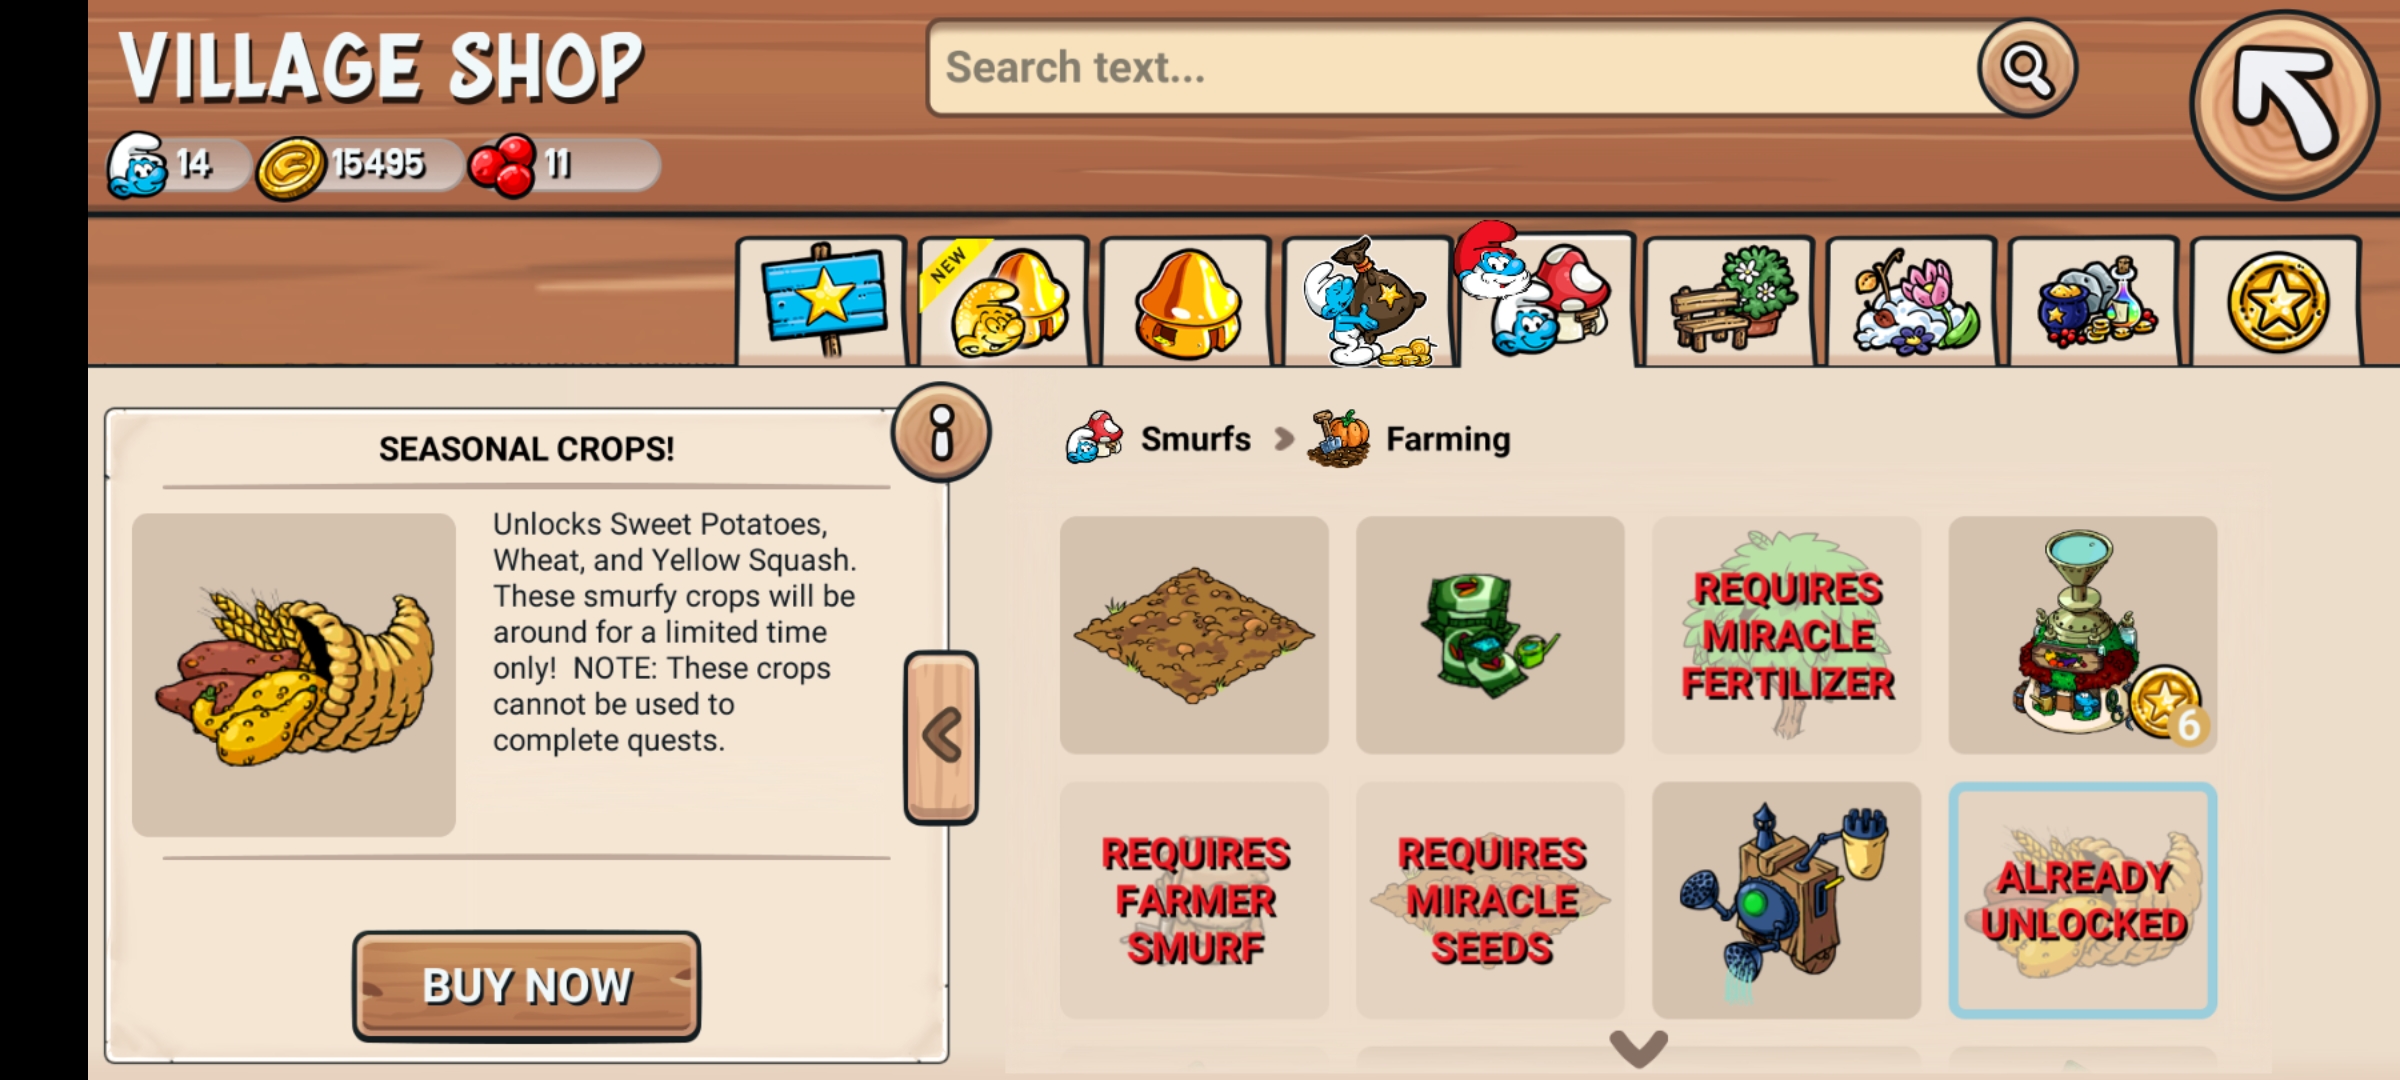 VILLAGE SHOP
Search text...
14
15495
11
NEW
SEASONAL CROPS!
Unlocks Sweet Potatoes,
Wheat, and Yellow Squash.
These smurfy crops will be
around for a limited time
only!  NOTE: These crops
cannot be used to
complete quests.
BUY NOW
Smurfs
Farming
REQUIRES
MIRACLE
FERTILIZER
6
REQUIRES
FARMER
SMURF
REQUIRES
MIRACLE
SEEDS
ALREADY
UNLOCKED